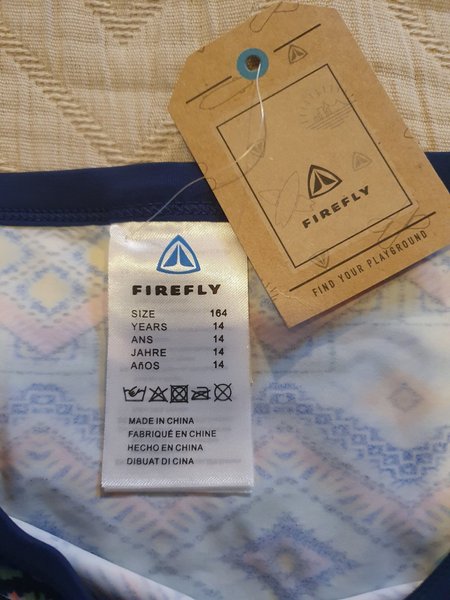 FIREFLY
FIND YOUR PLAYGROUND
FIREFLY
SIZE 164
YEARS 14
ANS 14
JAHRE 14
AñOS 14
MADE IN CHINA
FABRIQUÉ EN CHINE
HECHO EN CHINA
DIBUAT DI CINA